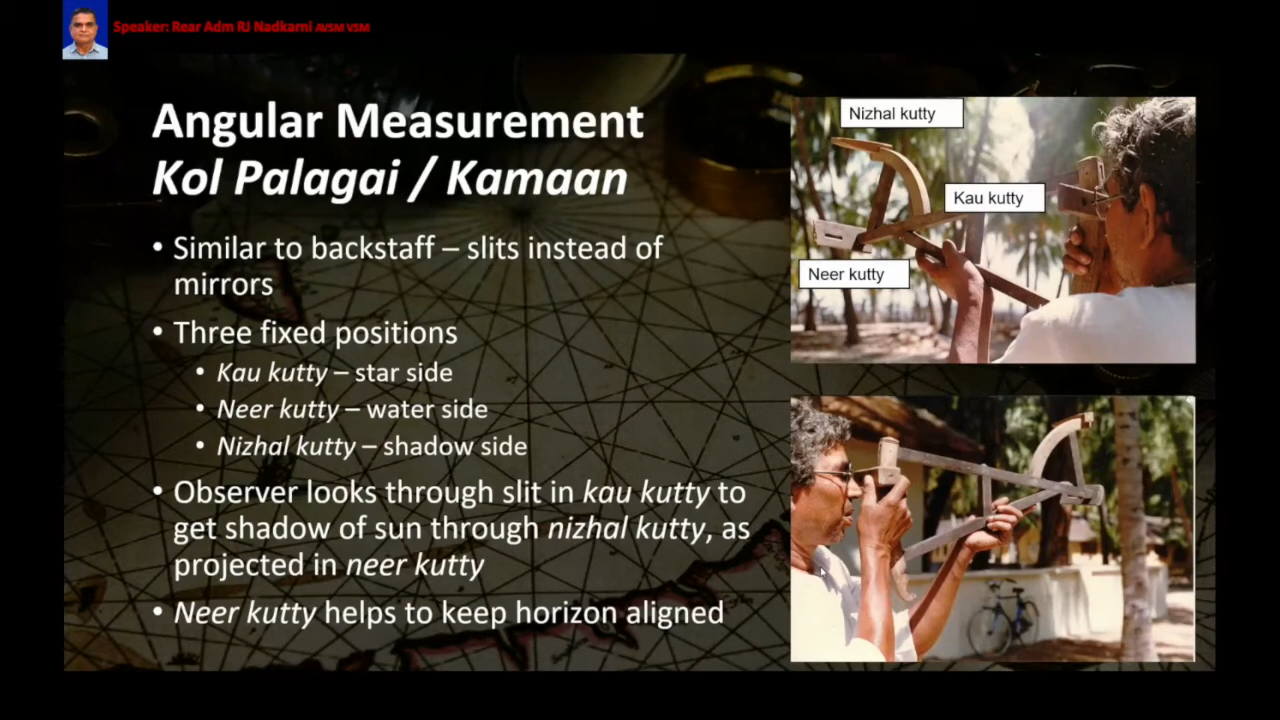 Speaker: Rear Adm RJ Nadkarni AVSM VSM
Angular Measurement
Kol Palagai / Kamaan
• Similar to backstaff – slits instead of
mirrors
• Three fixed positions
• Kau kutty – star side
• Neer kutty – water side
• Nizhal kutty – shadow side
• Observer looks through slit in kau kutty to
get shadow of sun through nizhal kutty, as
projected in neer kutty
• Neer kutty helps to keep horizon aligned
Nizhal kutty
Kau kutty
Neer kutty